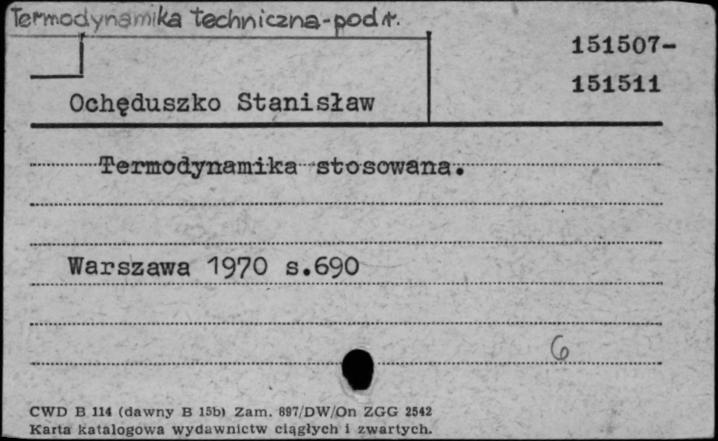 Termodynamika techniczna-podr.
151507-
151511
Ochęduszko Stanisław
Termodynamika stosowana.
Warszawa 1970 s.690
6
CWD B 114 (dawny B 15b) Zam. 897/DW/On ZGG 2542
Karta katalogowa wydawnictw ciągłych i zwartych.